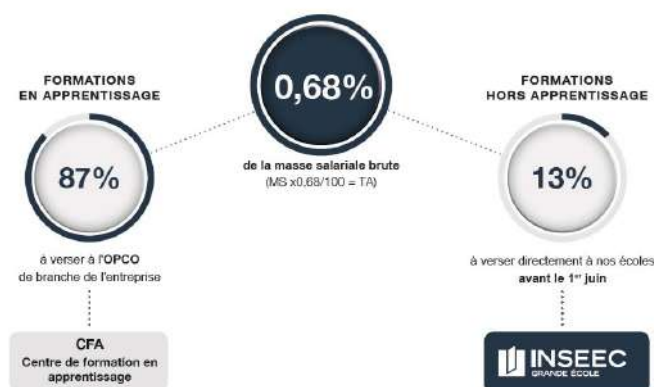 0,68%
de la masse salariale brute
(MS x0,68/100 = TA)
FORMATIONS
EN APPRENTISSAGE
87%
à verser à l'OPCO
de branche de l'entreprise
CFA
Centre de formation en
apprentissage
FORMATIONS
HORS APPRENTISSAGE
13%
à verser directement à nos écoles
avant le 1er juin
INSEEC
GRANDE ÉCOLE